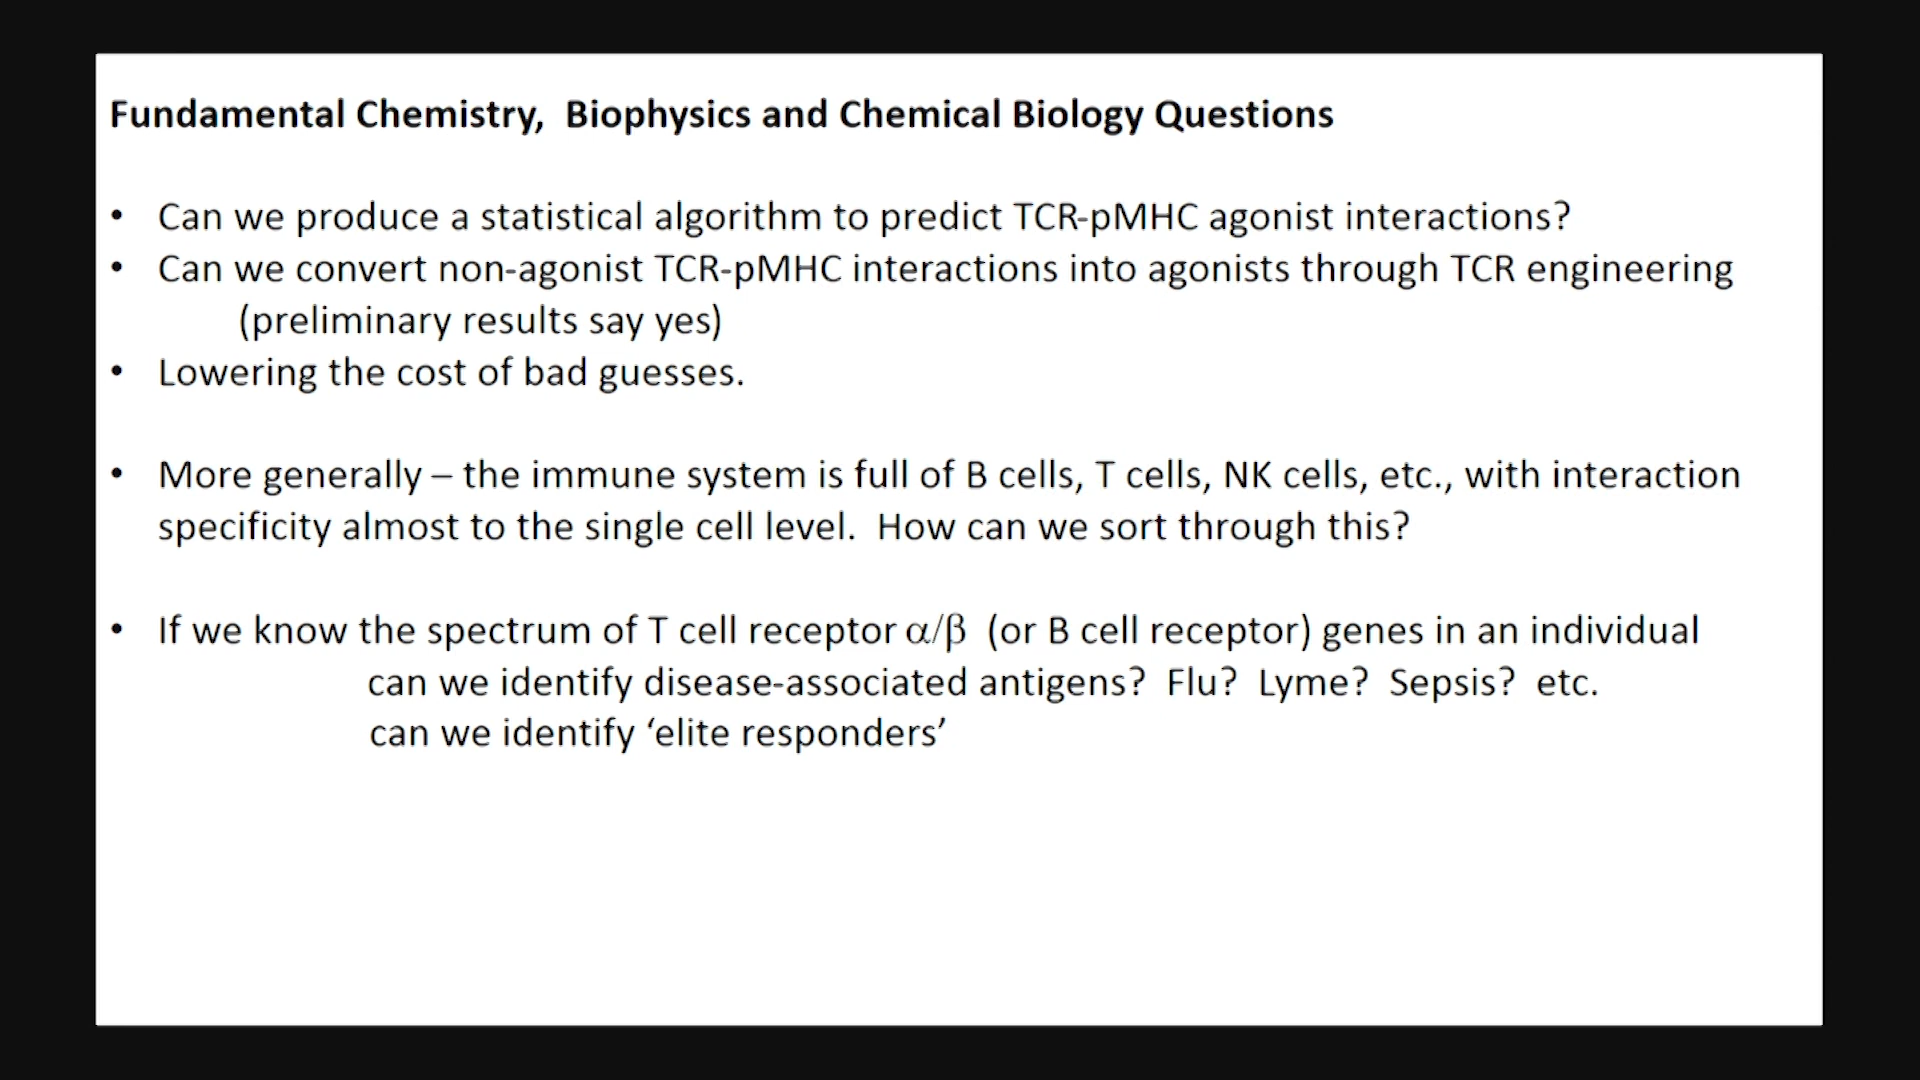 Fundamental Chemistry,  Biophysics and Chemical Biology Questions
• Can we produce a statistical algorithm to predict TCR-pMHC agonist interactions?
• Can we convert non-agonist TCR-pMHC interactions into agonists through TCR engineering
(preliminary results say yes)
• Lowering the cost of bad guesses.
• More generally – the immune system is full of B cells, T cells, NK cells, etc., with interaction
specificity almost to the single cell level.  How can we sort through this?
• If we know the spectrum of T cell receptor α/β  (or B cell receptor) genes in an individual
can we identify disease-associated antigens?  Flu?  Lyme?  Sepsis?  etc.
can we identify ‘elite responders’